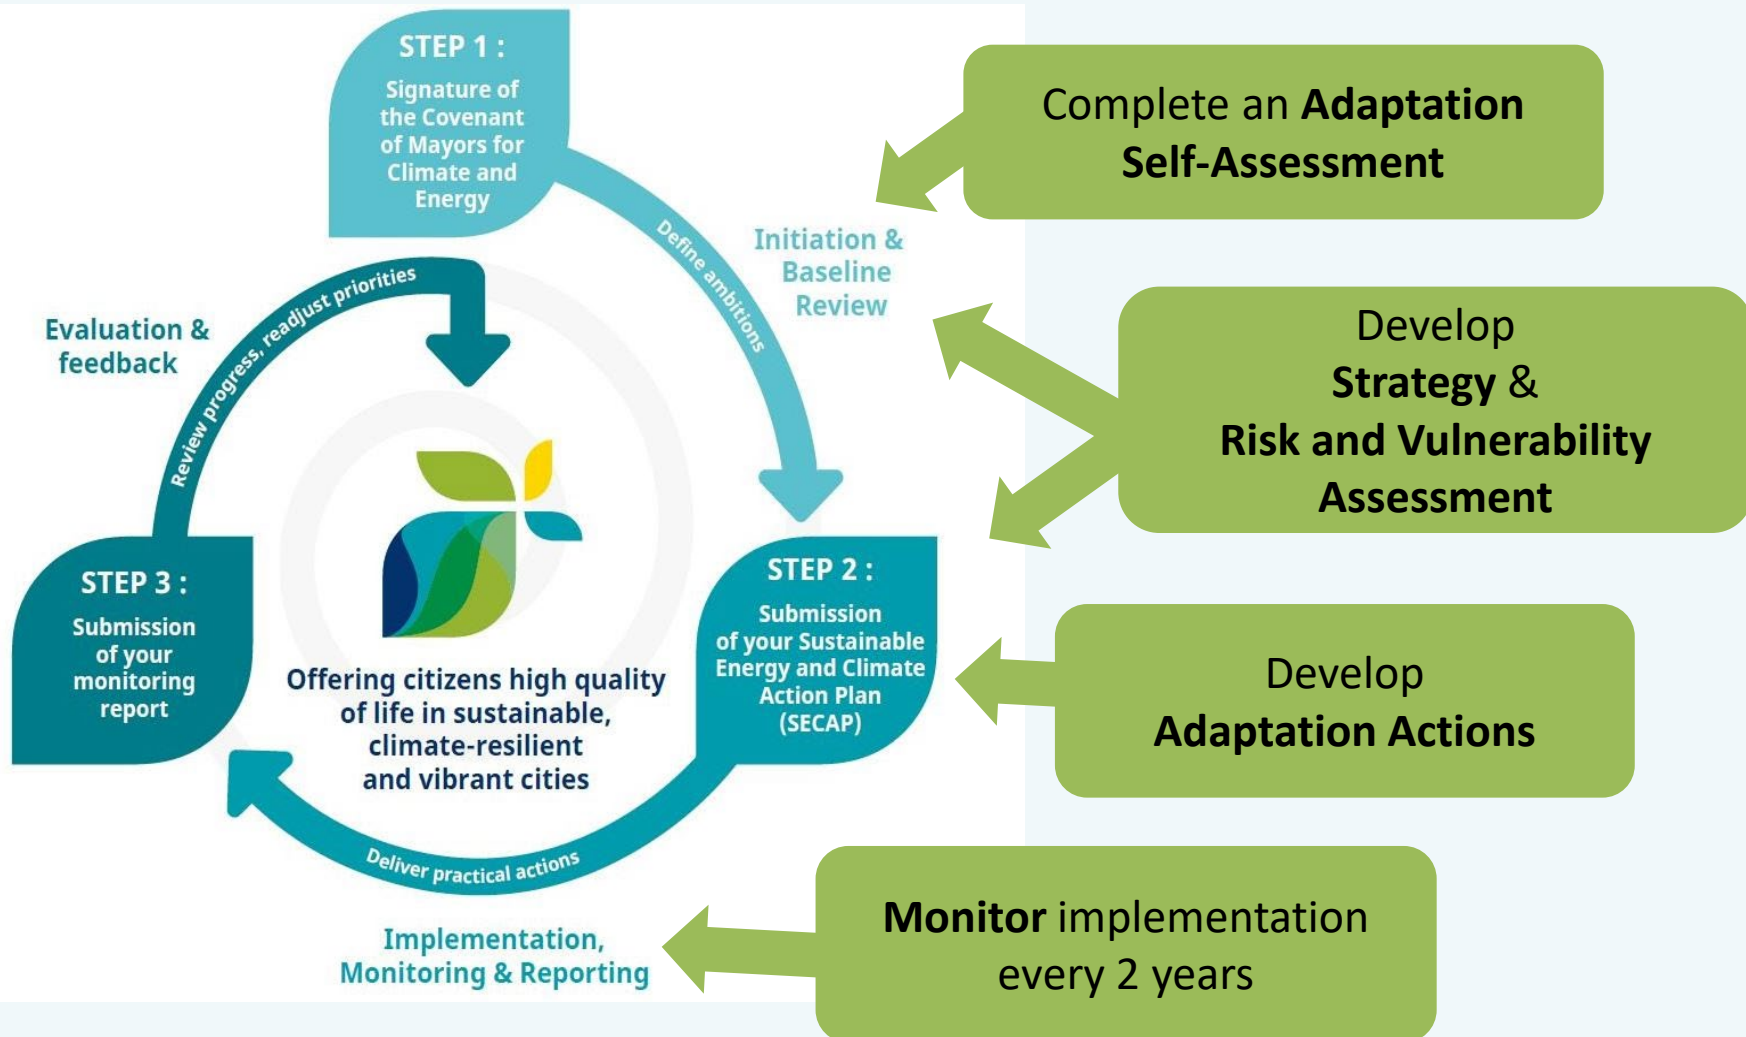 STEP 1 :
Signature of
the Covenant
of Mayors for
Climate and
Energy
Define ambitions
Initiation &
Baseline
Review
Complete an Adaptation
Self-Assessment
Develop
Strategy &
Risk and Vulnerability
Assessment
STEP 2 :
Submission
of your Sustainable
Energy and Climate
Action Plan
(SECAP)
Develop
Adaptation Actions
Deliver practical actions
Implementation,
Monitoring & Reporting
Monitor implementation
every 2 years
STEP 3 :
Submission
of your
monitoring
report
Review progress, readjust priorities
Evaluation &
feedback
Offering citizens high quality
of life in sustainable,
climate-resilient
and vibrant cities